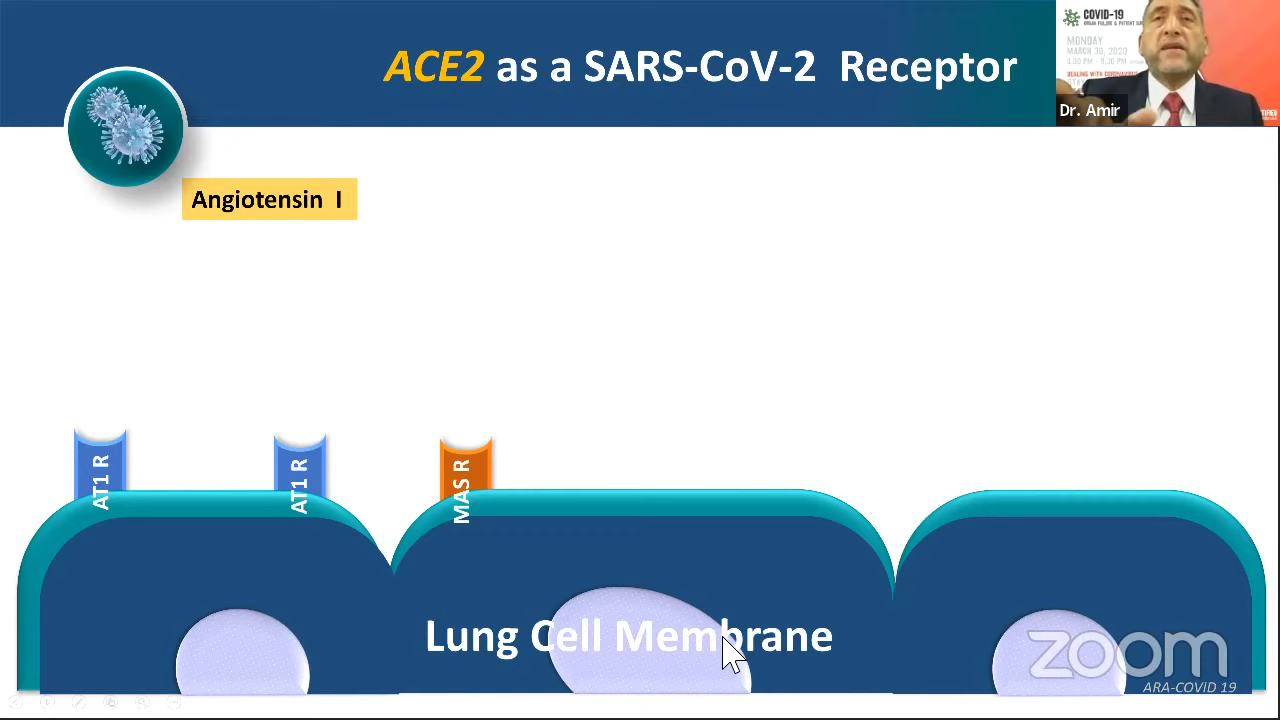 ACE2 as a SARS-CoV-2 Receptor
COVID-19
MONDAY
MARCH 30, 2020
Dr. Amir
Angiotensin I
AT1 R
AT1 R
MAS R
Lung Cell Membrane
zoom
ARA-COVID 19